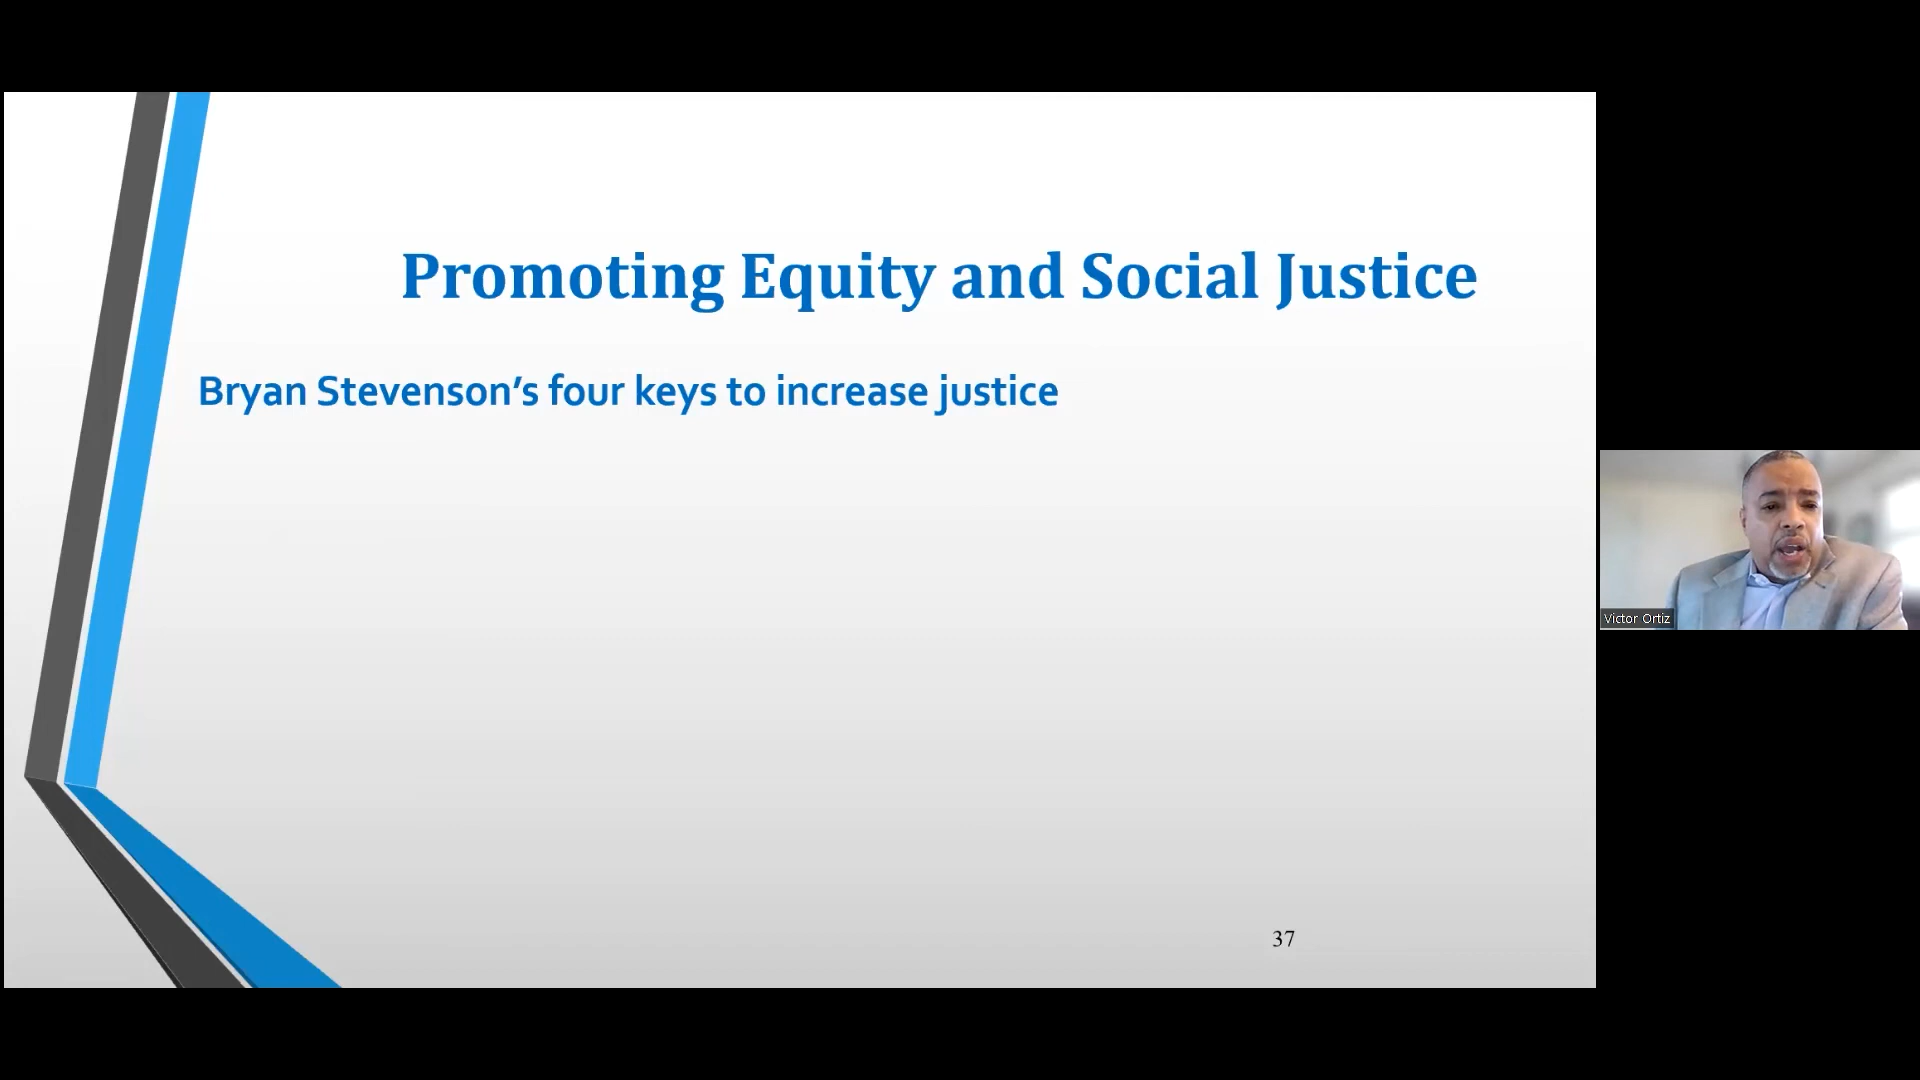 Promoting Equity and Social Justice
Bryan Stevenson’s four keys to increase justice
Victor Ortiz
37